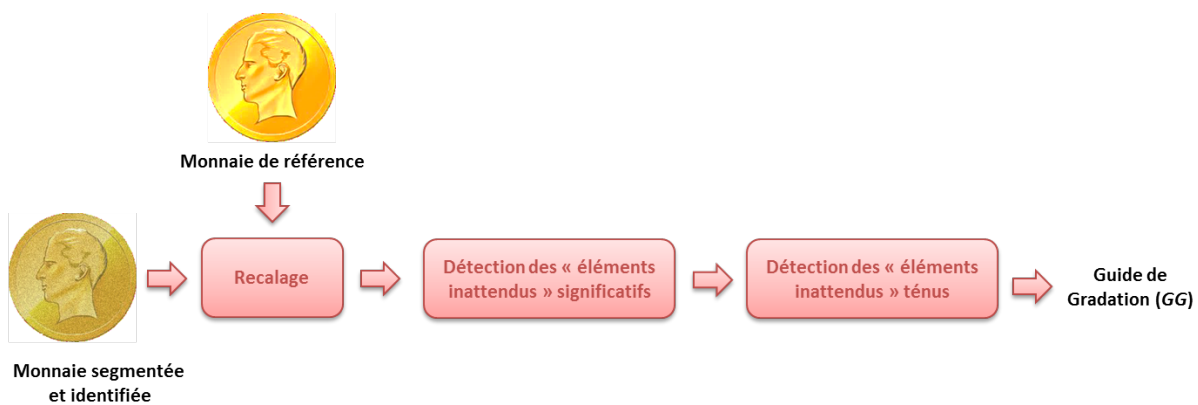 Monnaie de référence
Recalage
Détection des « éléments
inattendus » significatifs
Détection des « éléments
inattendus » ténus
Guide de
Gradation (GG)
Monnaie segmentée
et identifiée